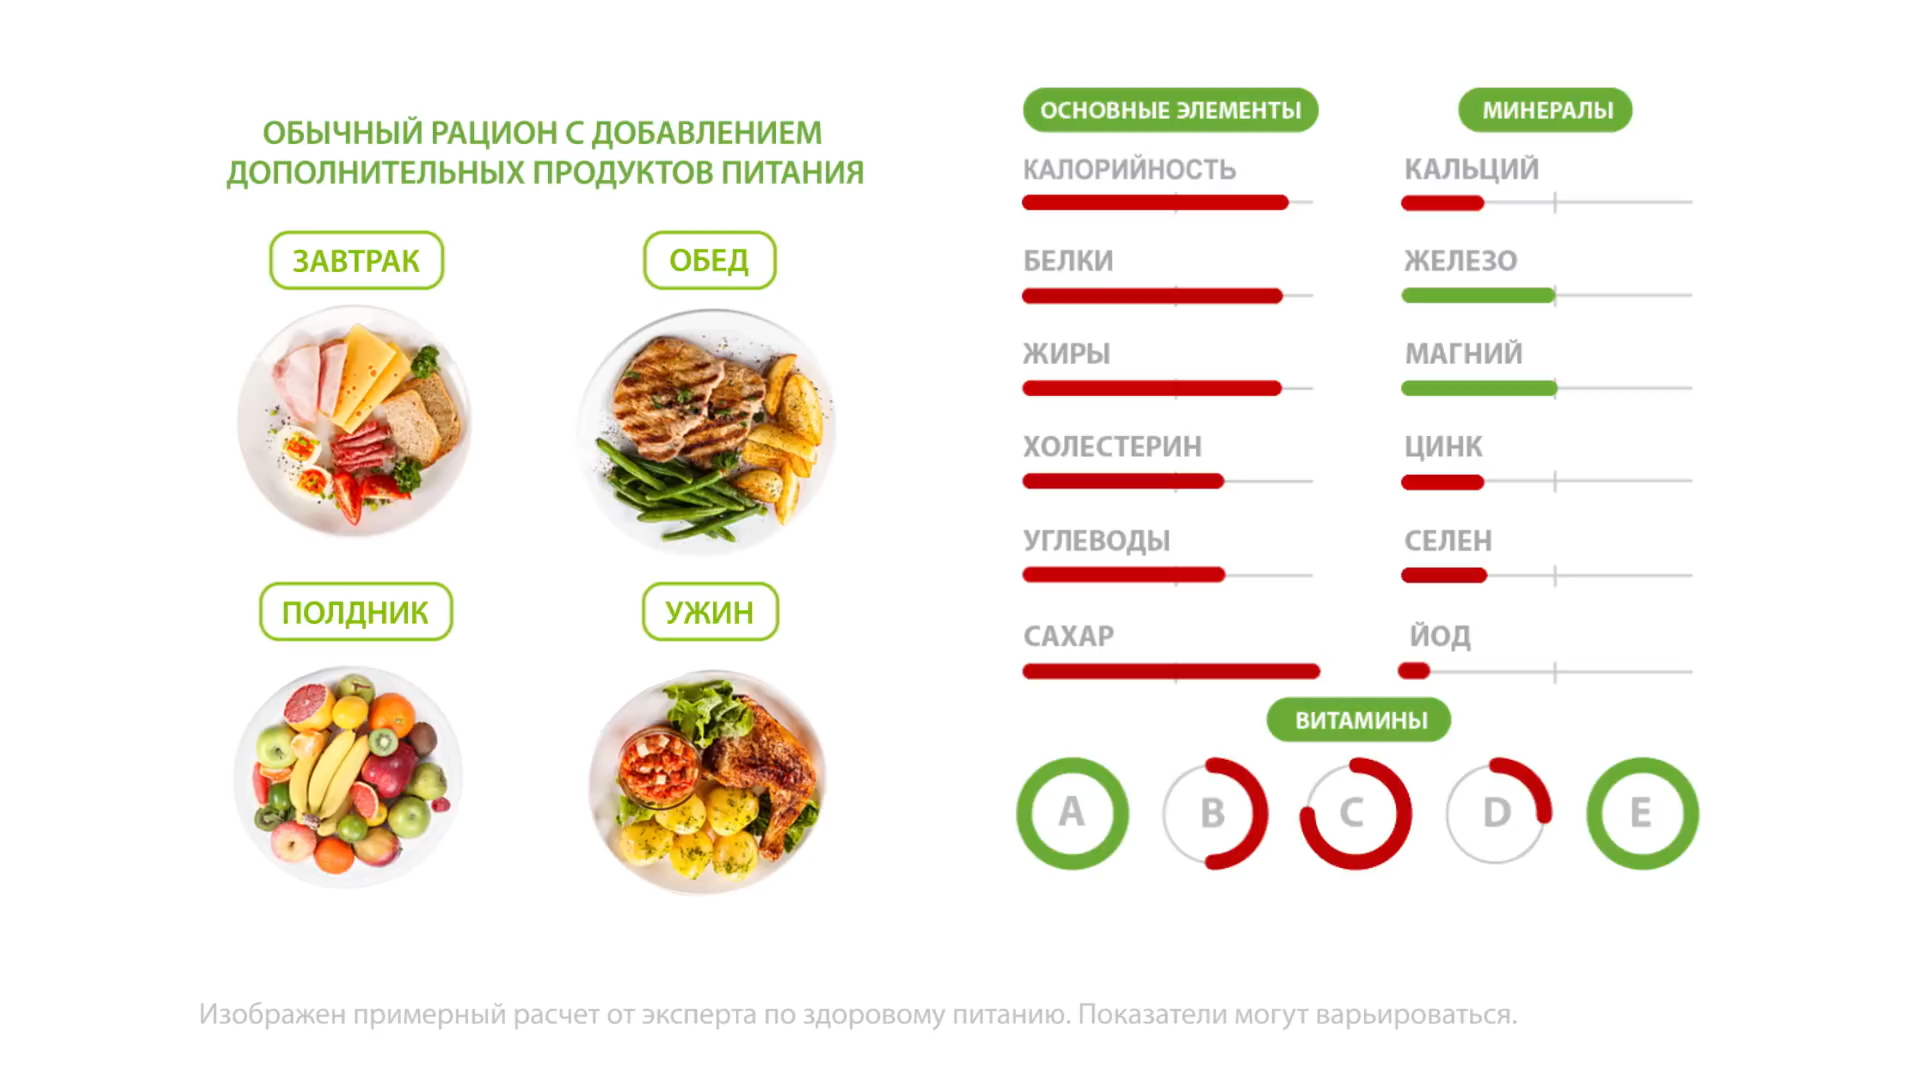 ОБЫЧНЫЙ РАЦИОН С ДОБАВЛЕНИЕМ
ДОПОЛНИТЕЛЬНЫХ ПРОДУКТОВ ПИТАНИЯ
ЗАВТРАК
ОБЕД
ПОЛДНИК
УЖИН
ОСНОВНЫЕ ЭЛЕМЕНТЫ
КАЛОРИЙНОСТЬ
БЕЛКИ
ЖИРЫ
ХОЛЕСТЕРИН
УГЛЕВОДЫ
САХАР
МИНЕРАЛЫ
КАЛЬЦИЙ
ЖЕЛЕЗО
МАГНИЙ
ЦИНК
СЕЛЕН
ЙОД
ВИТАМИНЫ
A B C D E
Изображен примерный расчет от эксперта по здоровому питанию. Показатели могут варьироваться.